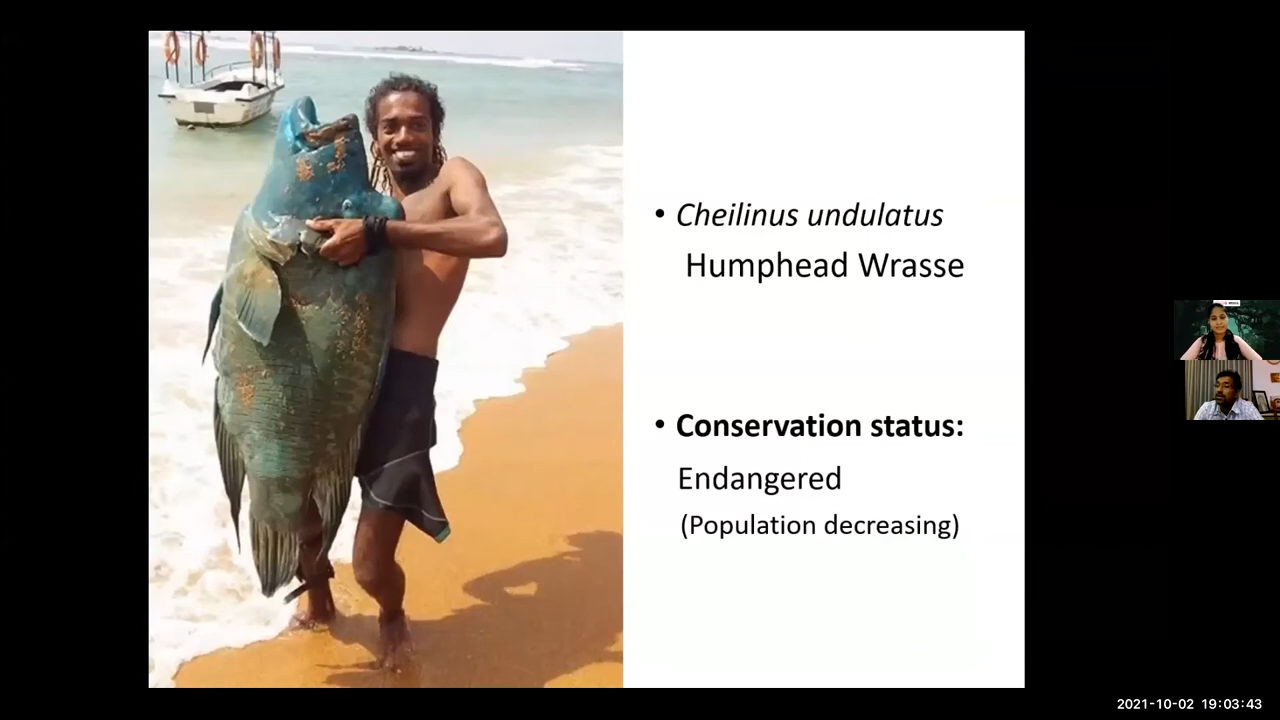 • Cheilinus undulatus
Humphead Wrasse
• Conservation status:
Endangered
(Population decreasing)
2021-10-02 19:03:43